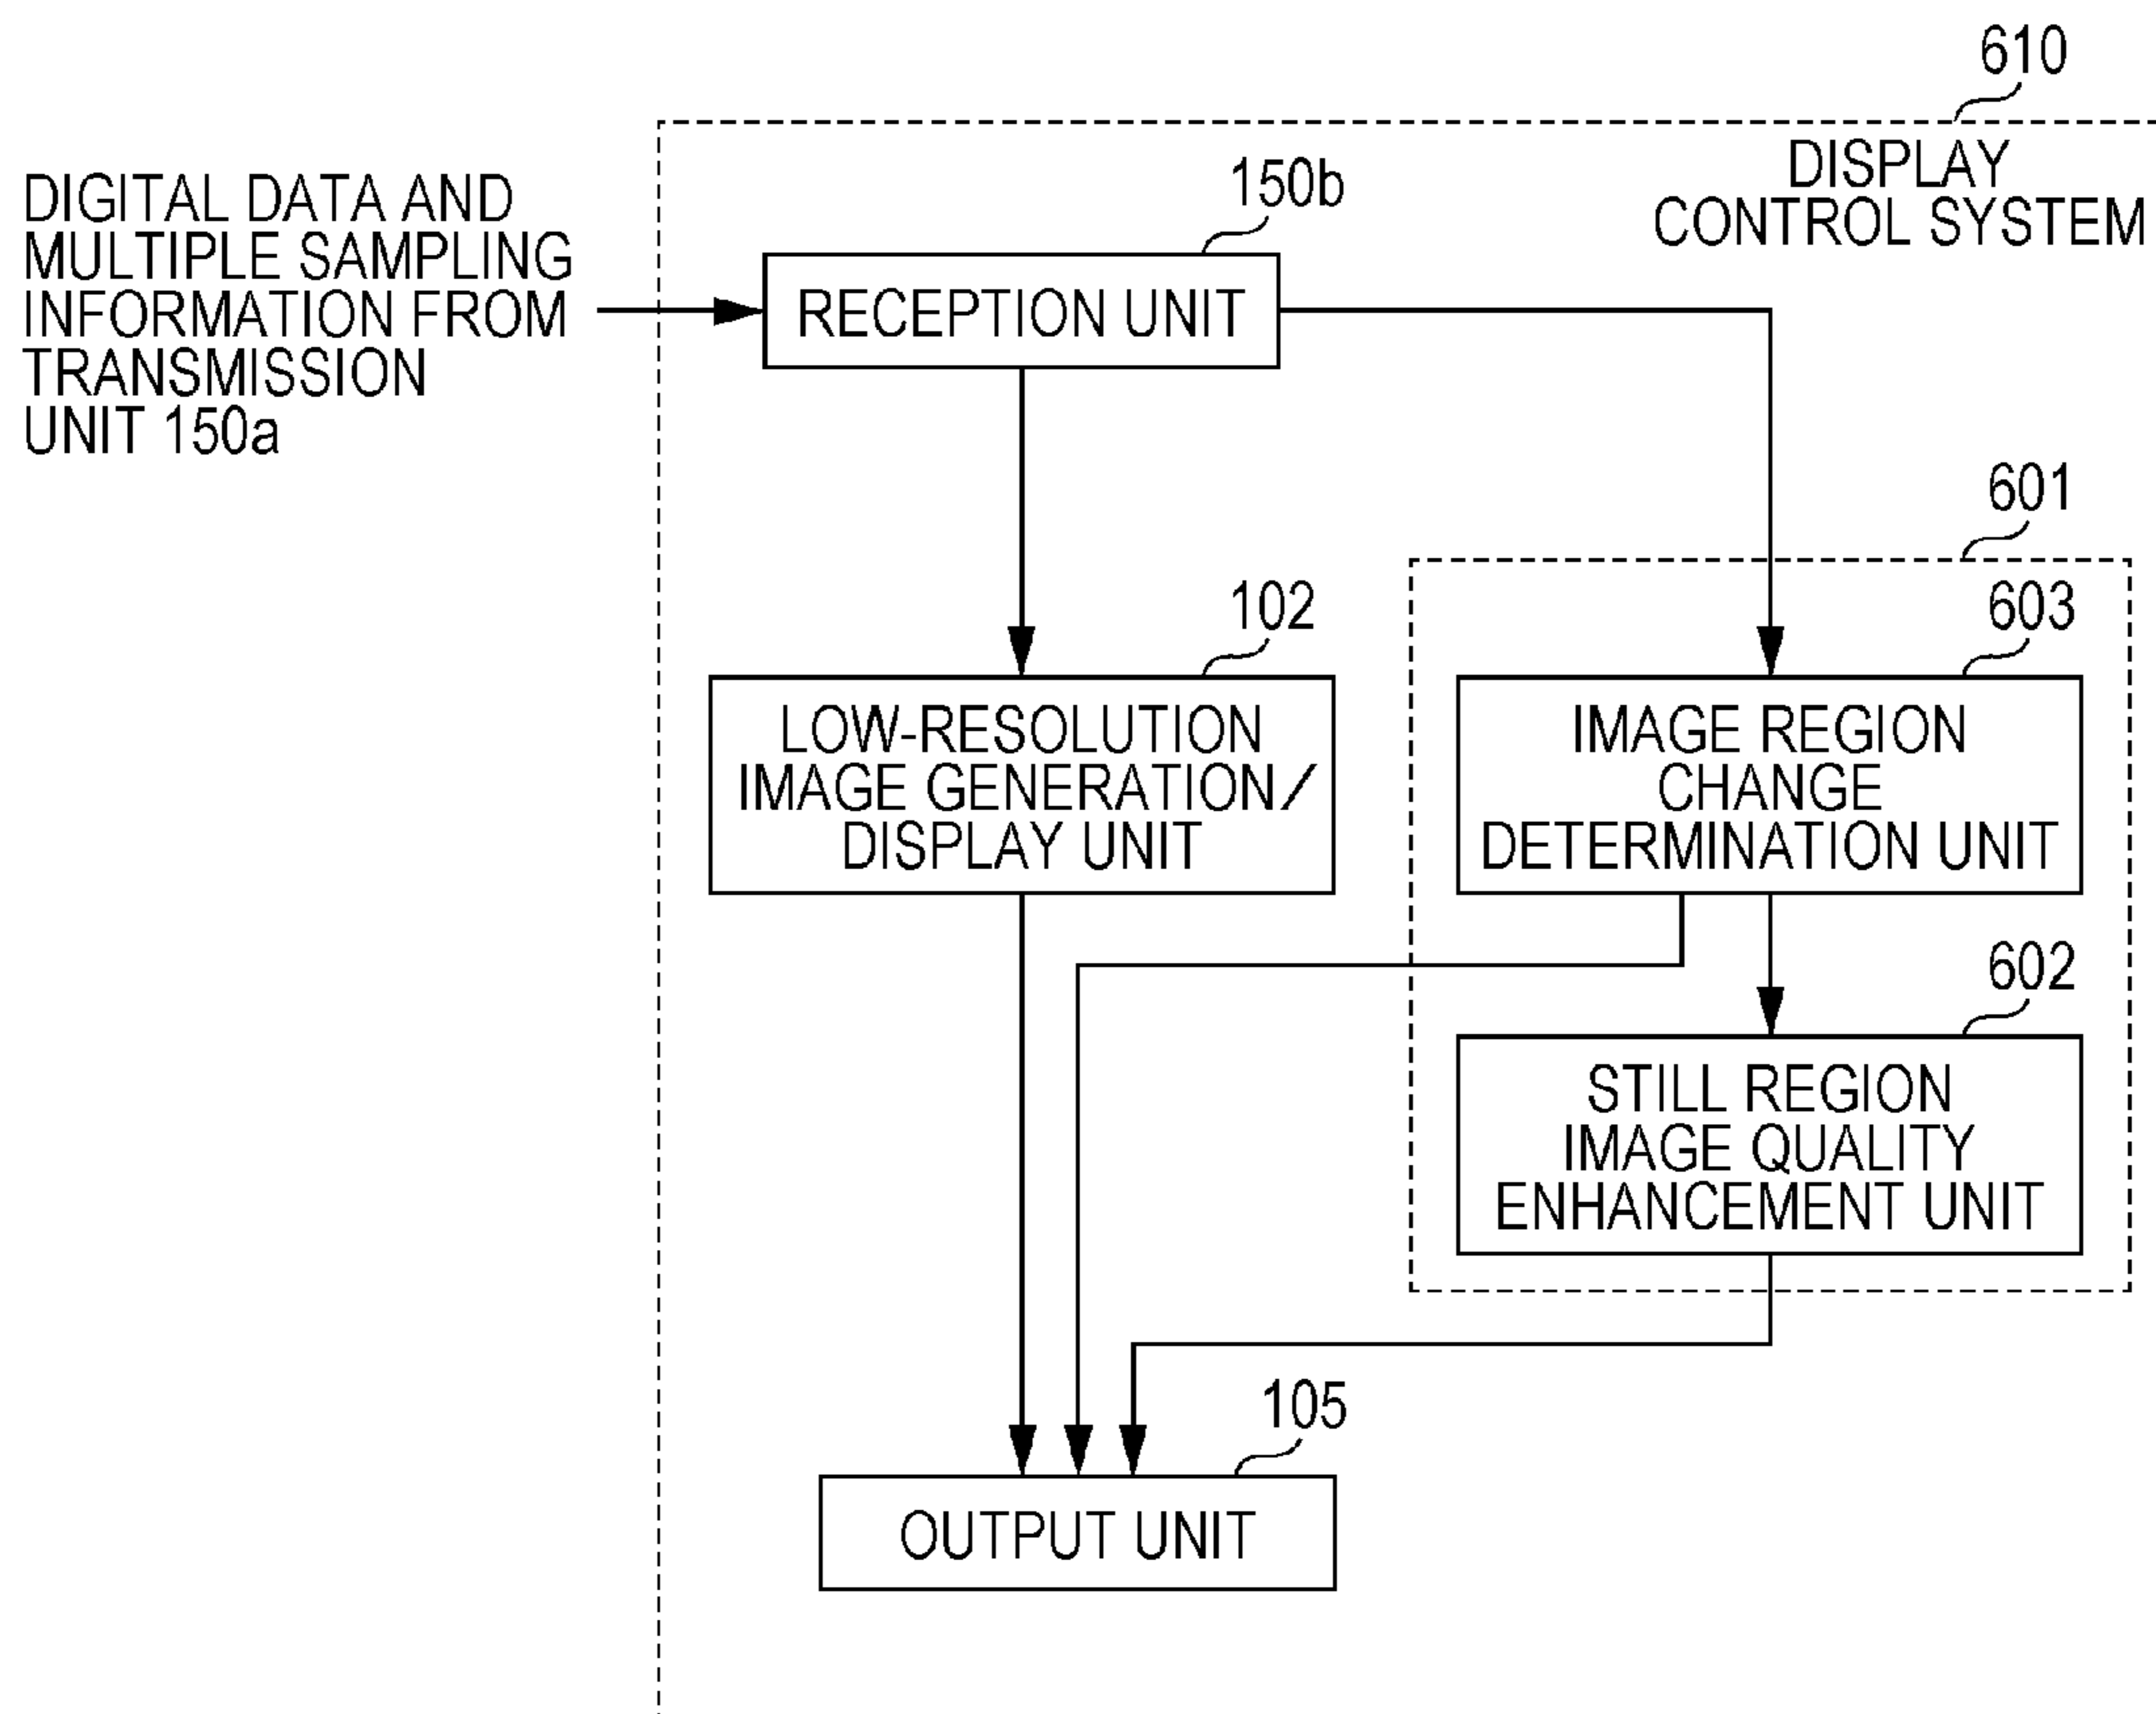 610
DISPLAY
CONTROL SYSTEM
DIGITAL DATA AND
MULTIPLE SAMPLING
INFORMATION FROM
TRANSMISSION
UNIT 150a
150b
RECEPTION UNIT
601
102
LOW-RESOLUTION
IMAGE GENERATION/
DISPLAY UNIT
603
IMAGE REGION
CHANGE
DETERMINATION UNIT
602
STILL REGION
IMAGE QUALITY
ENHANCEMENT UNIT
105
OUTPUT UNIT